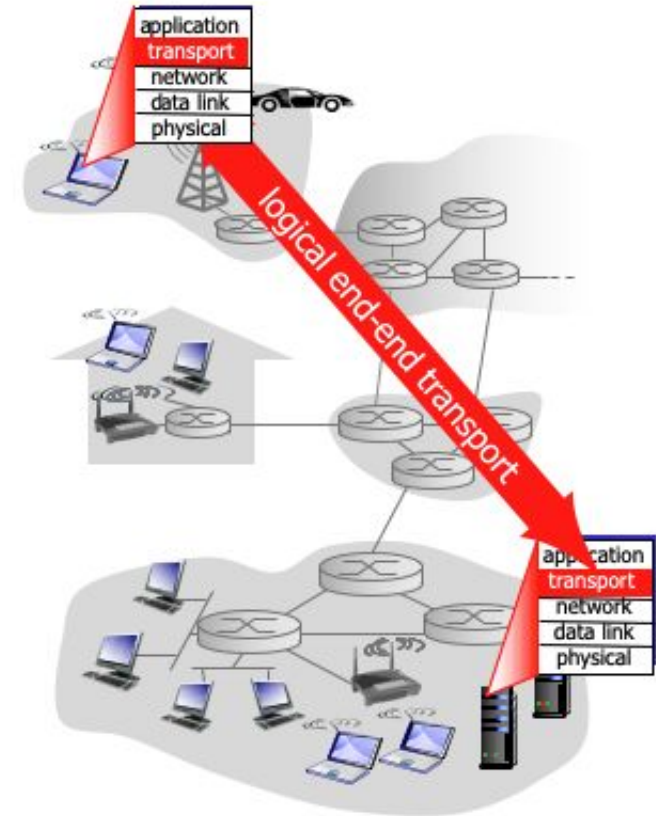 application
transport
network
data link
physical
logical end-end transport
application
transport
network
data link
physical